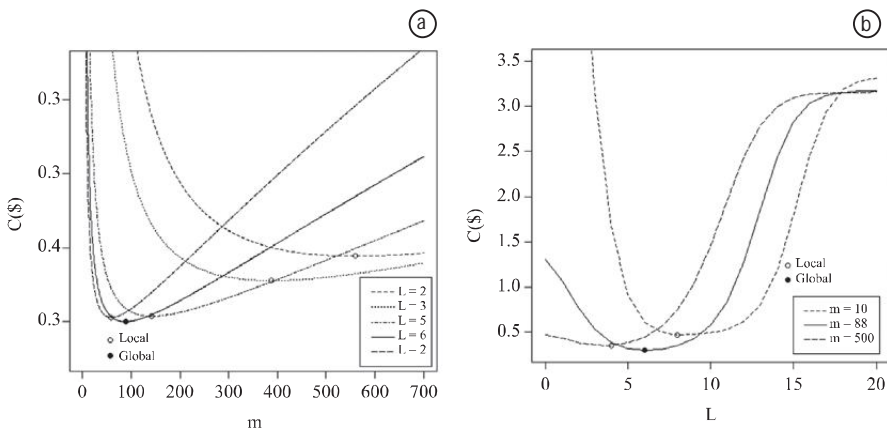 a
C($)
0.3
0.3
0.4
0.3
0 100 200 300 400 500 600 700
m
Local
Global
L = 2
L = 3
L = 5
L = 6
L – 2
b
C($)
3.5
3.0
2.5
2.0
1.5
1.0
0.5
0 5 10 15 20
L
Local
Global
m = 10
m – 88
m = 500